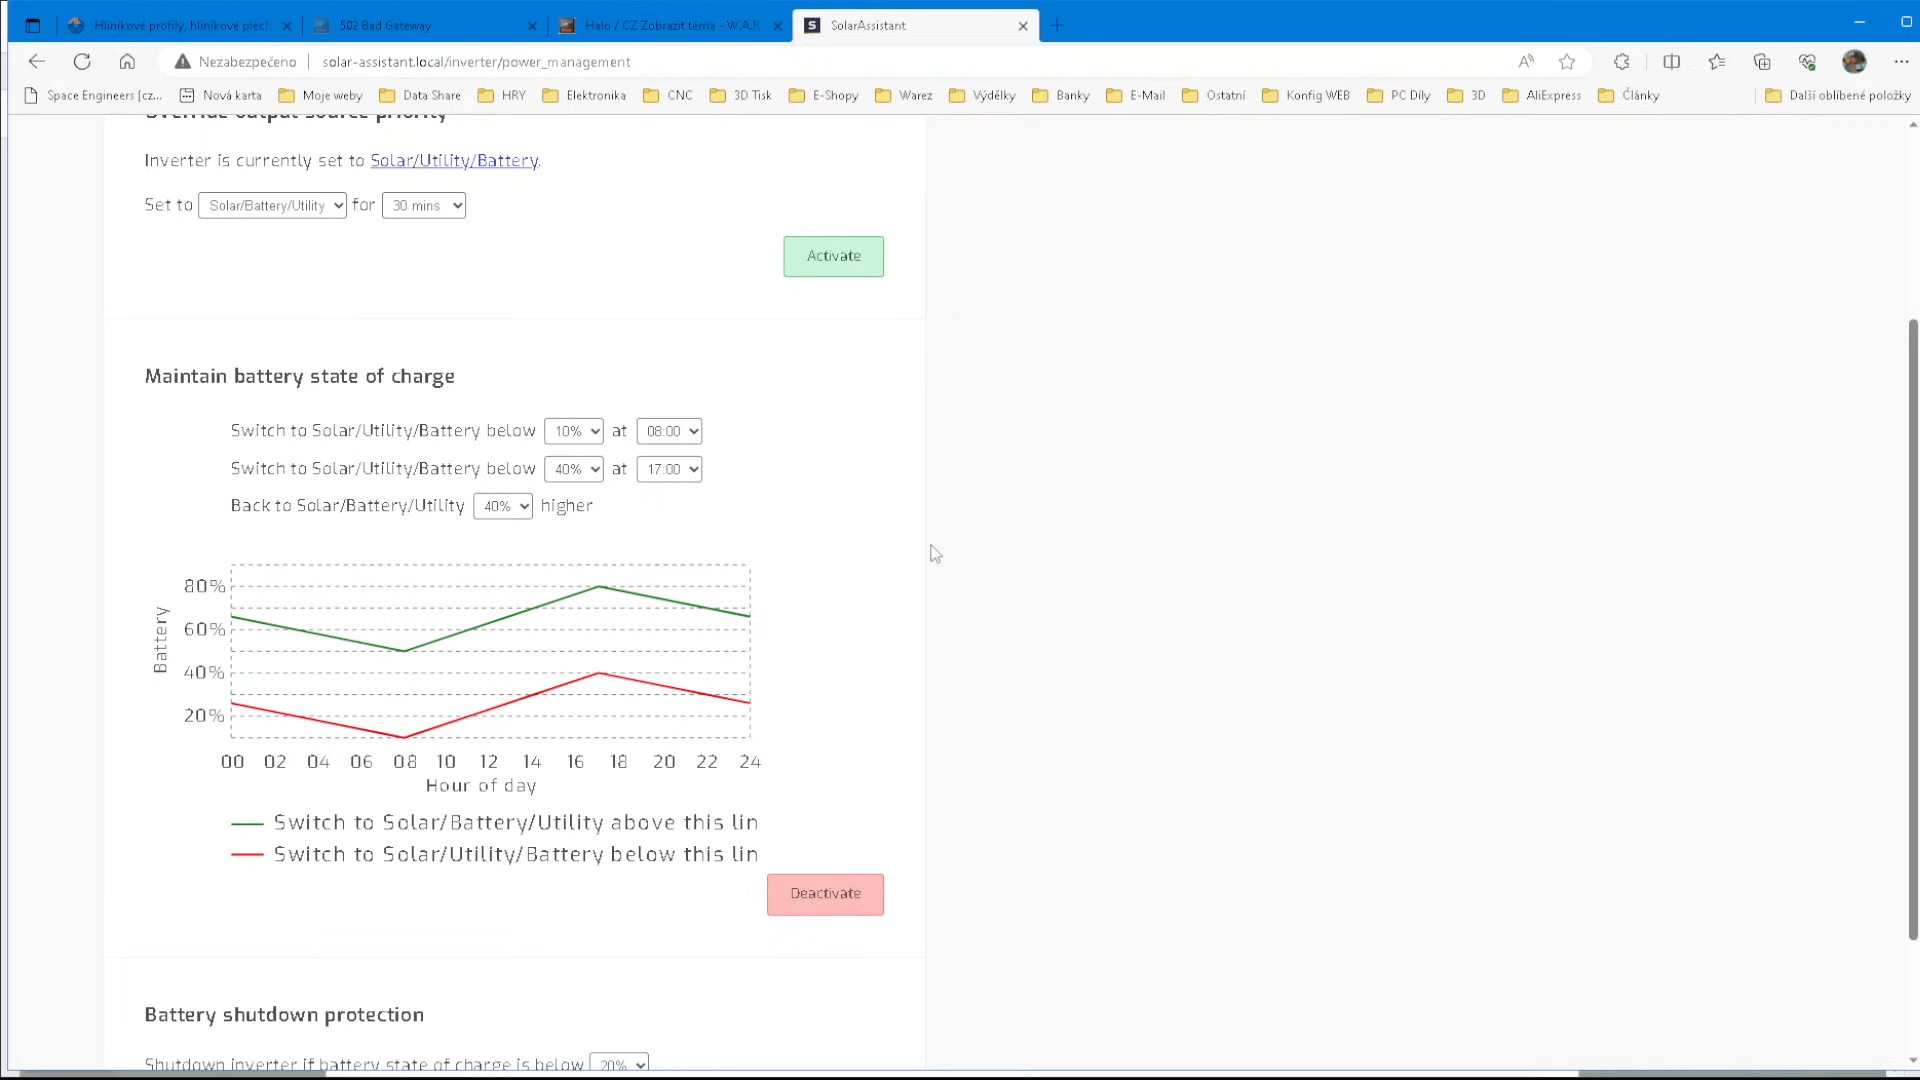 Hliníkové profily, hliníkové plech
502 Bad Gateway
Halo / CZ Zobrazit téma - W.A.R
SolarAssistant
Nezabezpečeno
solar-assistant.local/inverter/power_management
Space Engineers [cz...
Nová karta
Moje weby
Data Share
HRY
Elektronika
CNC
3D Tisk
E-Shopy
Warez
Výdělky
Banky
E-Mail
Ostatní
Konfig WEB
PC Díly
3D
AliExpress
Články
Další oblíbené položky
Override output source priority
Inverter is currently set to Solar/Utility/Battery.
Set to Solar/Battery/Utility for 30 mins
Activate
Maintain battery state of charge
Switch to Solar/Utility/Battery below 10% at 08:00
Switch to Solar/Utility/Battery below 40% at 17:00
Back to Solar/Battery/Utility 40% higher
80%
60%
40%
20%
Battery
00 02 04 06 08 10 12 14 16 18 20 22 24
Hour of day
Switch to Solar/Battery/Utility above this lin
Switch to Solar/Utility/Battery below this lin
Deactivate
Battery shutdown protection
Shutdown inverter if battery state of charge is below 20%